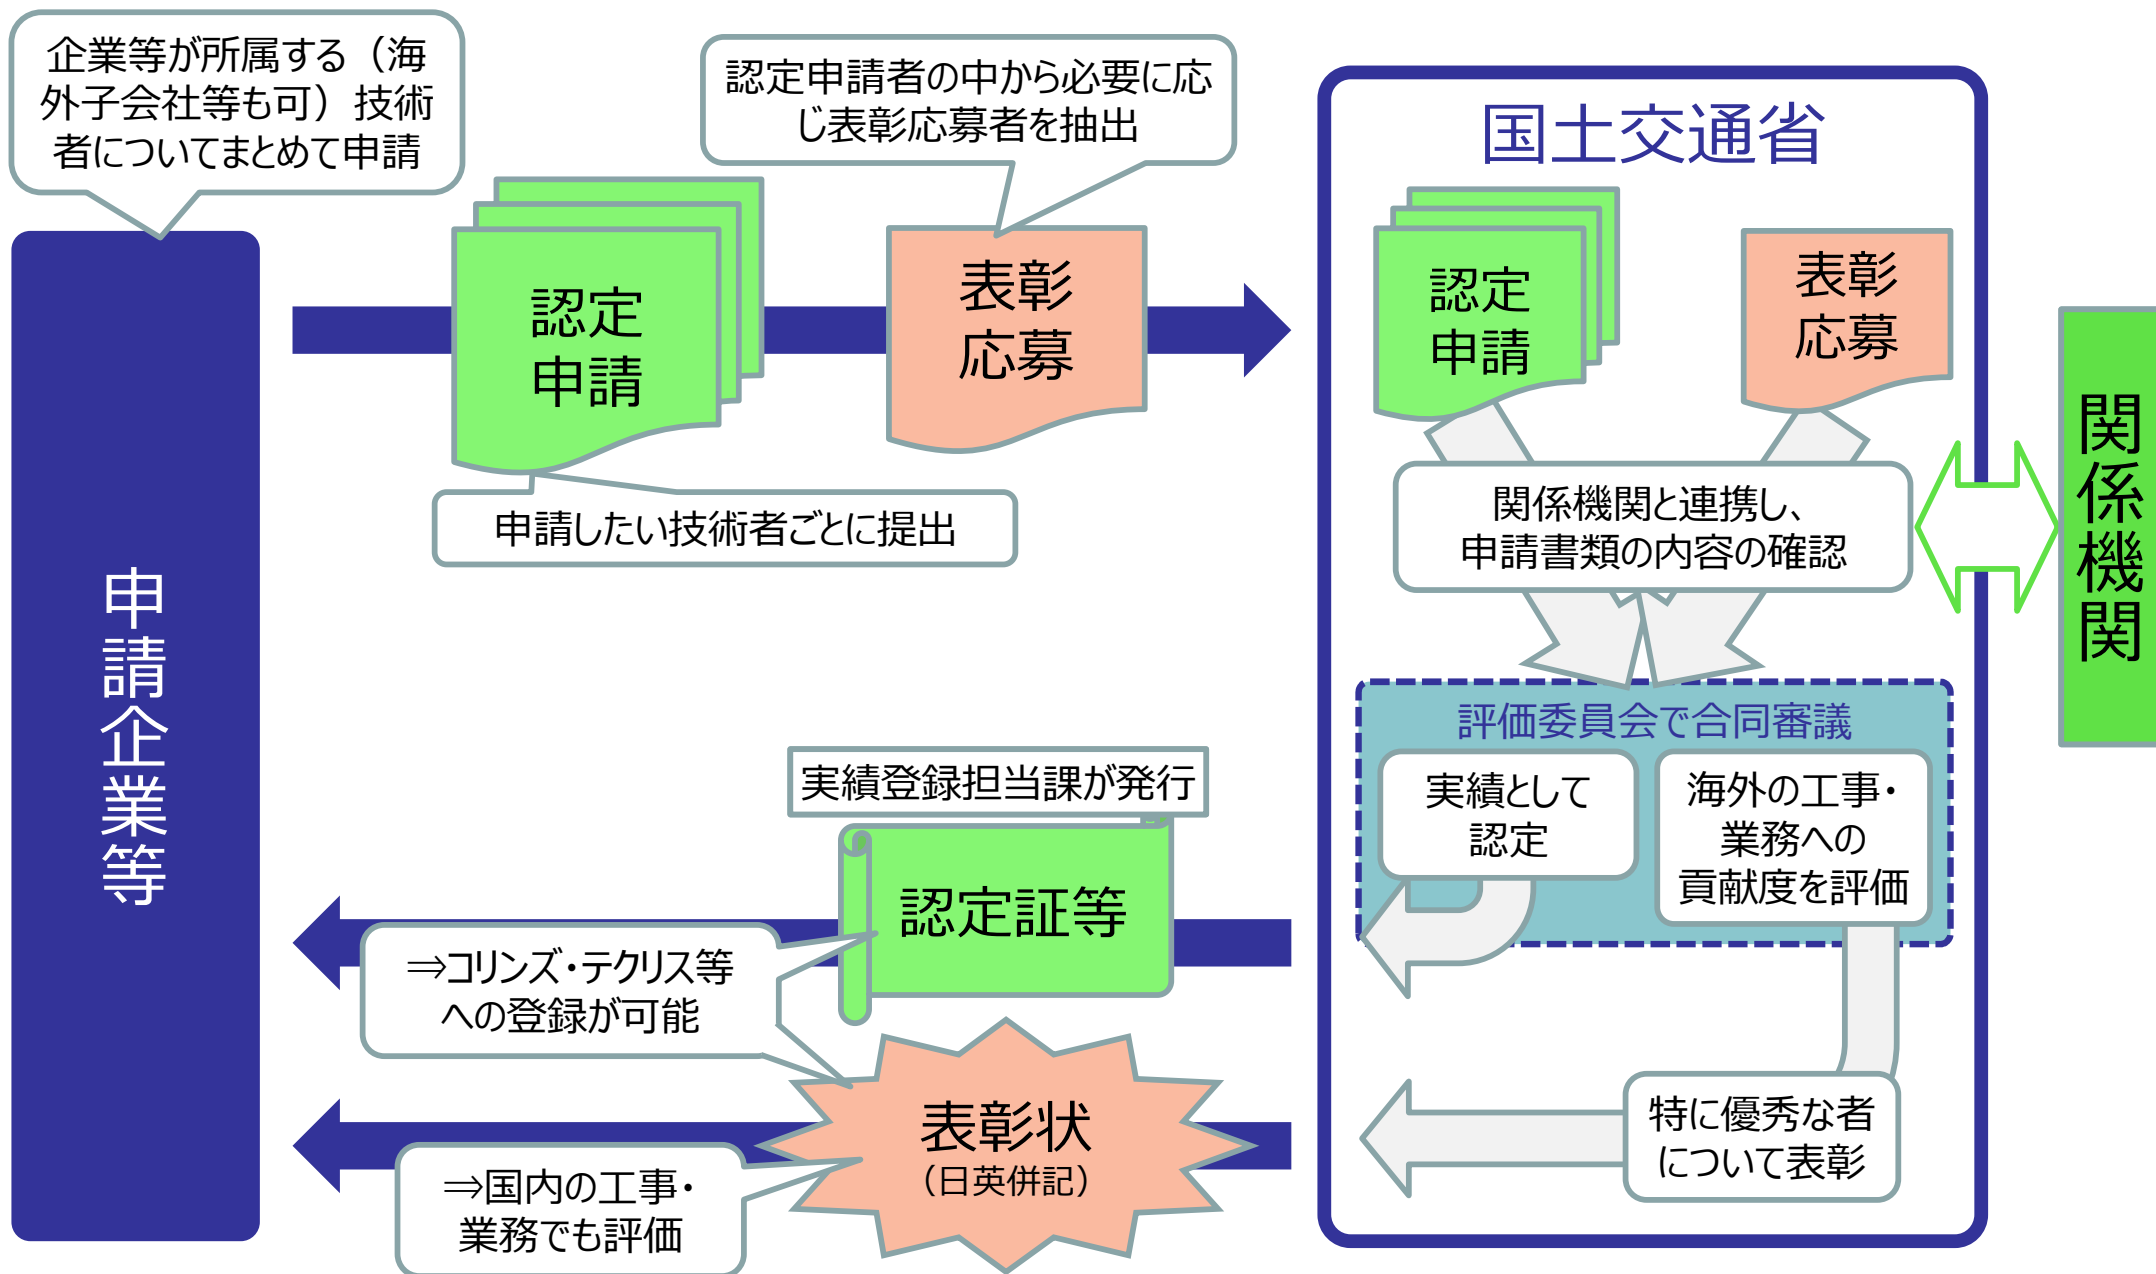 企業等が所属する（海
外子会社等も可）技術
者についてまとめて申請
認定申請者の中から必要に応
じ表彰応募者を抽出
国土交通省
認定
申請
表彰
応募
認定
申請
表彰
応募
申請したい技術者ごとに提出
関係機関と連携し、
申請書類の内容の確認
関係機関
申請企業等
評価委員会で合同審議
実績として
認定
海外の工事・
業務への
貢献度を評価
実績登録担当課が発行
認定証等
⇒コリンズ・テクリス等
への登録が可能
表彰状
（日英併記）
特に優秀な者
について表彰
⇒国内の工事・
業務でも評価